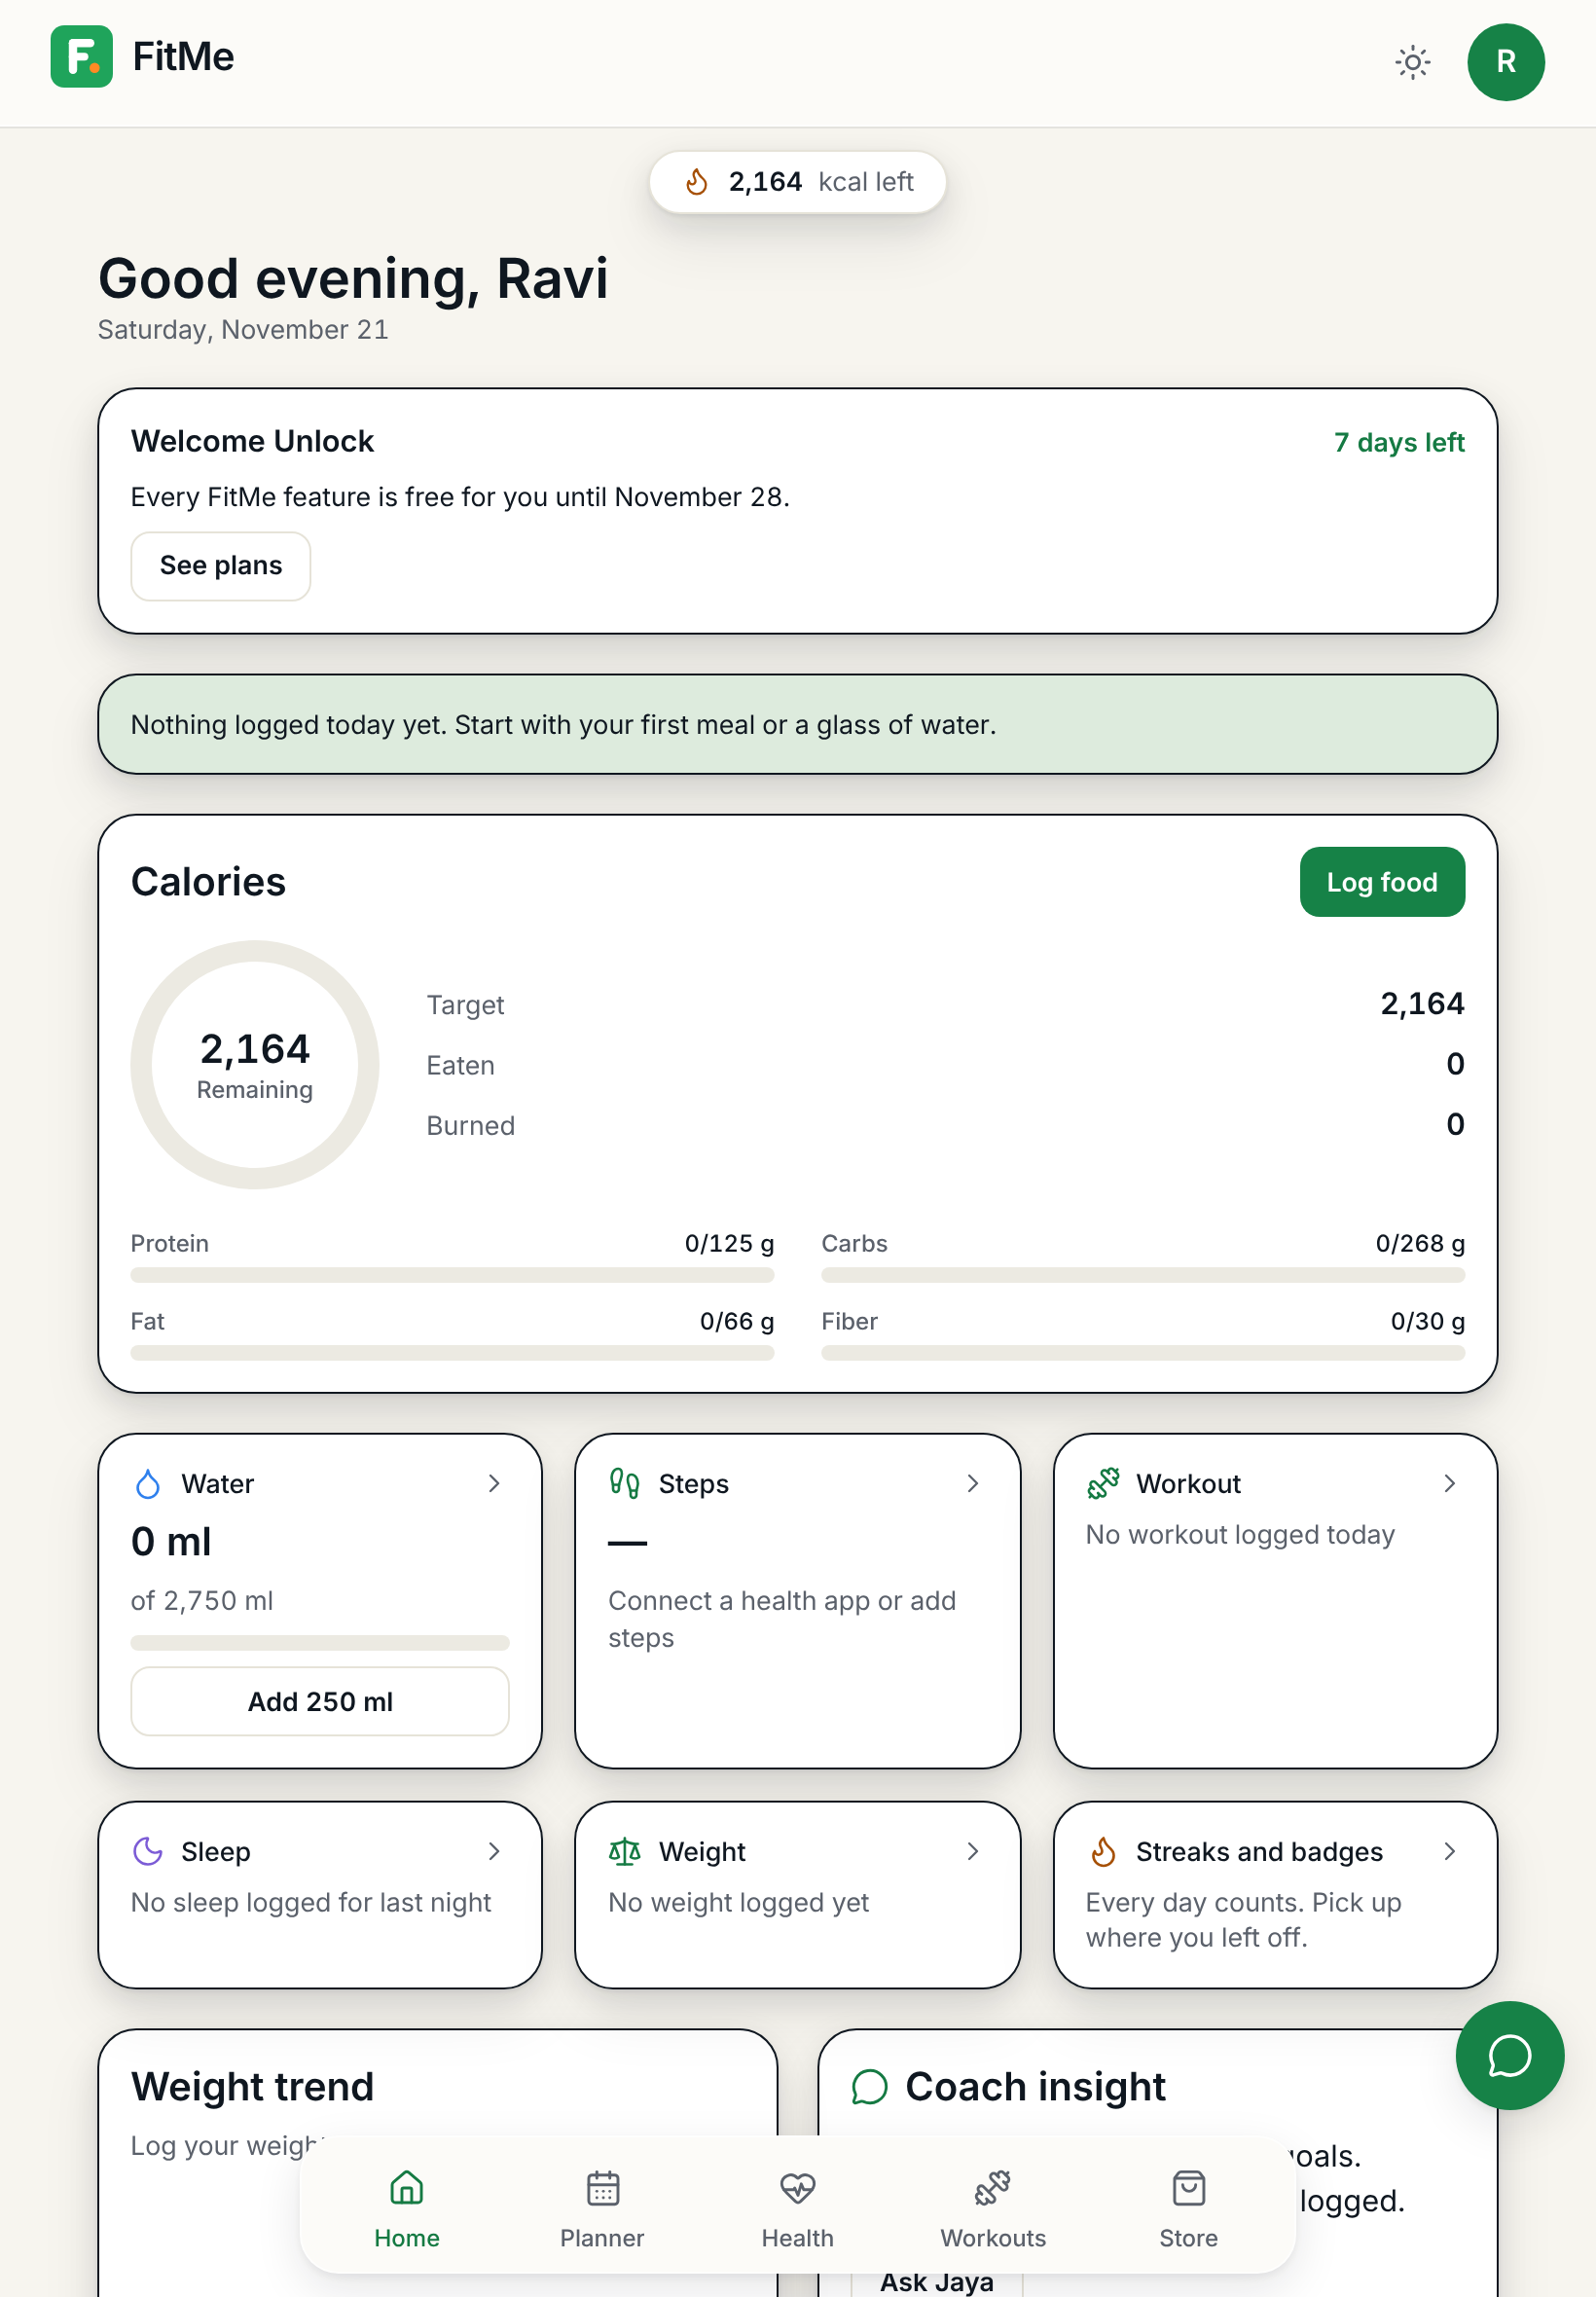 FitMe
R
2,164 kcal left
Good evening, Ravi
Saturday, November 21
Welcome Unlock
7 days left
Every FitMe feature is free for you until November 28.
See plans
Nothing logged today yet. Start with your first meal or a glass of water.
Calories
Log food
2,164
Remaining
Target 2,164
Eaten 0
Burned 0
Protein 0/125 g
Carbs 0/268 g
Fat 0/66 g
Fiber 0/30 g
Water
0 ml
of 2,750 ml
Add 250 ml
Steps
—
Connect a health app or add
steps
Workout
No workout logged today
Sleep
No sleep logged for last night
Weight
No weight logged yet
Streaks and badges
Every day counts. Pick up
where you left off.
Weight trend
Log your
Coach insight
logged.
Ask Jaya
Home
Planner
Health
Workouts
Store